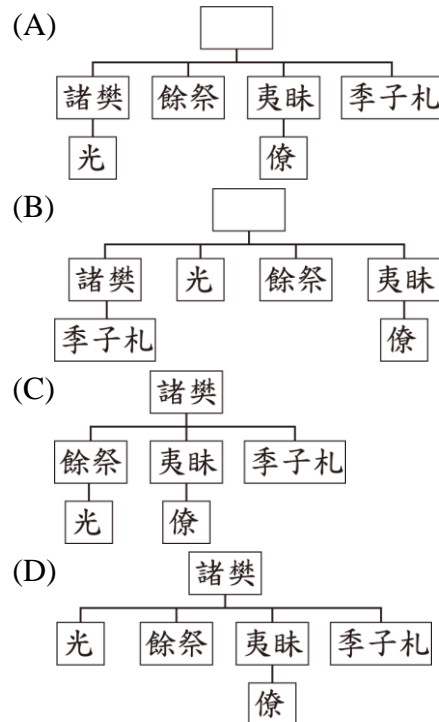 (A)
諸樊 餘祭 夷昧 季子札
光 僚
(B)
諸樊 光 餘祭 夷昧
季子札 僚
(C)
諸樊
餘祭 夷昧 季子札
光 僚
(D)
諸樊
光 餘祭 夷昧 季子札
僚